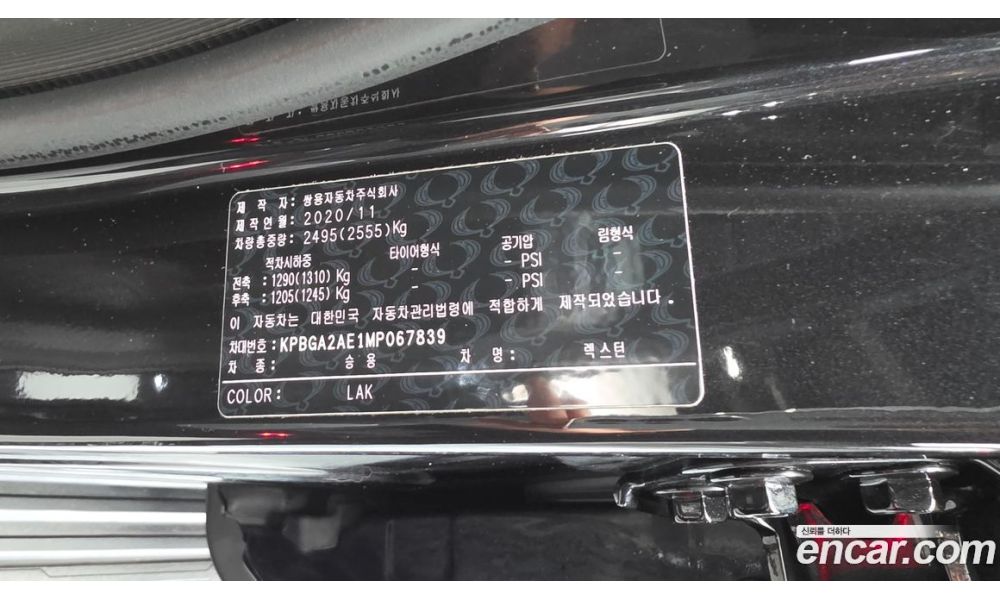 제 작 자: 쌍용자동차주식회사
제작연월: 2020/11
차량총중량: 2495(2555)Kg
적차시하중 타이어형식 공기압 림형식
전축 : 1290(1310) Kg - - PSI -
후축 : 1205(1245) Kg - - PSI -
이 자동차는 대한민국 자동차관리법령에 적합하게 제작되었습니다.
차대번호: KPBGA2AE1MP067839
차 종: 승용 차 명: 렉스턴
COLOR: LAK
신뢰를 더하다
encar.com